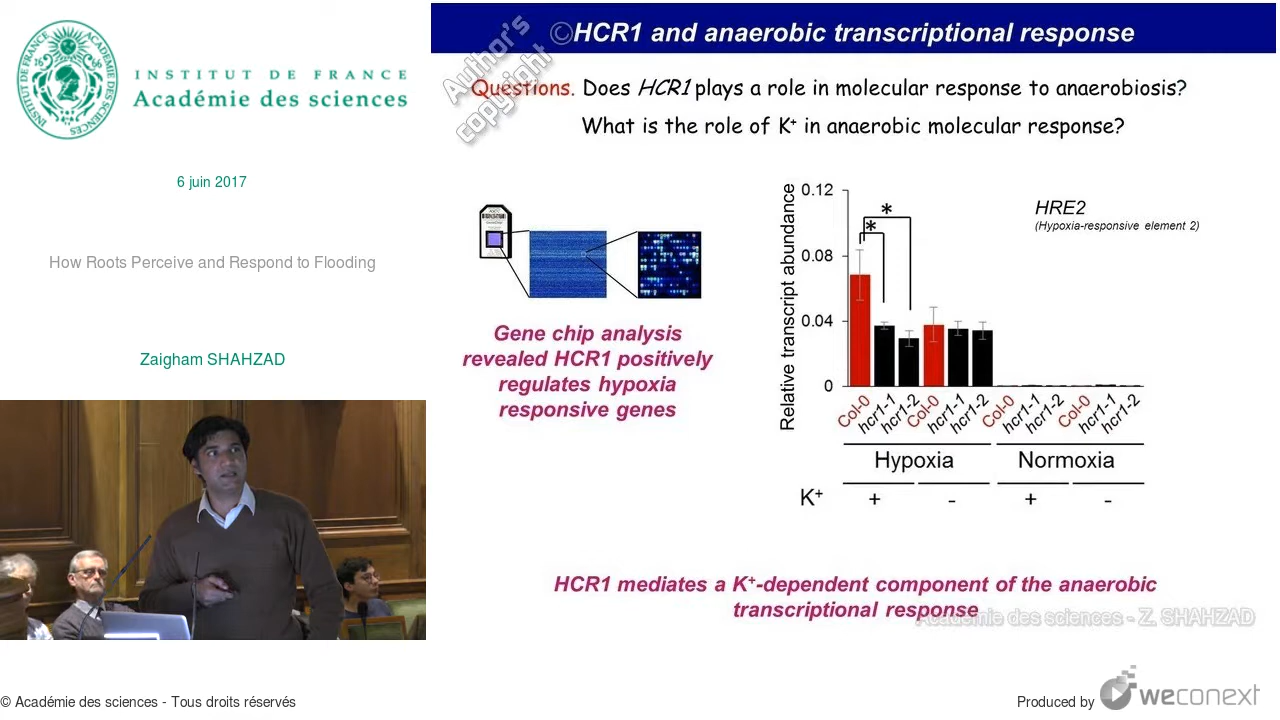 INSTITUT DE FRANCE
Académie des sciences
6 juin 2017
How Roots Perceive and Respond to Flooding
Zaigham SHAHZAD
©HCR1 and anaerobic transcriptional response
Author's
copyright
Questions. Does HCR1 plays a role in molecular response to anaerobiosis?
What is the role of K+ in anaerobic molecular response?
Gene chip analysis
revealed HCR1 positively
regulates hypoxia
responsive genes
Relative transcript abundance
0.12
0.08
0.04
0
* *
HRE2
(Hypoxia-responsive element 2)
Col-0 hcr1-1 hcr1-2 Col-0 hcr1-1 hcr1-2 Col-0 hcr1-1 hcr1-2 Col-0 hcr1-1 hcr1-2
Hypoxia Normoxia
K+ + - + -
HCR1 mediates a K+-dependent component of the anaerobic
transcriptional response
Académie des sciences - Z. SHAHZAD
© Académie des sciences - Tous droits réservés
Produced by weconext